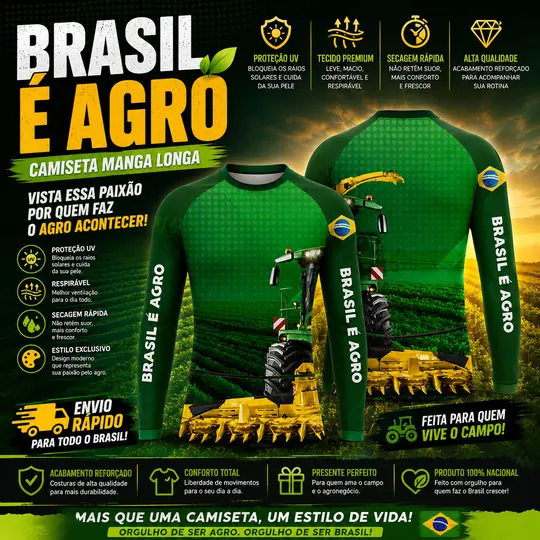 BRASIL
É AGRO
CAMISETA MANGA LONGA
VISTA ESSA PAIXÃO
POR QUEM FAZ
O AGRO ACONTECER!
PROTEÇÃO UV
Bloqueia os raios
solares e cuida
da sua pele.
RESPIRÁVEL
Melhor ventilação
para o dia todo.
SECAGEM RÁPIDA
Não retém suor,
mais conforto
e frescor.
ESTILO EXCLUSIVO
Design moderno
que representa
sua paixão pelo agro.
ENVIO
RÁPIDO
PARA TODO O BRASIL!
PROTEÇÃO UV
BLOQUEIA OS RAIOS
SOLARES E CUIDA
DA SUA PELE
TECIDO PREMIUM
LEVE, MACIO,
CONFORTÁVEL E
RESPIRÁVEL
SECAGEM RÁPIDA
NÃO RETÉM SUOR,
MAIS CONFORTO
E FRESCOR
ALTA QUALIDADE
ACABAMENTO REFORÇADO
PARA ACOMPANHAR
SUA ROTINA
BRASIL É AGRO
BRASIL É AGRO
BRASIL É AGRO
FEITA PARA QUEM
VIVE O CAMPO!
ACABAMENTO REFORÇADO
Costuras de alta qualidade
para mais durabilidade.
CONFORTO TOTAL
Liberdade de movimentos
para o seu dia a dia.
PRESENTE PERFEITO
Para quem ama o campo
e o agronegócio.
PRODUTO 100% NACIONAL
Feito com orgulho para
quem faz o Brasil crescer!
MAIS QUE UMA CAMISETA, UM ESTILO DE VIDA!
ORGULHO DE SER AGRO. ORGULHO DE SER BRASIL!